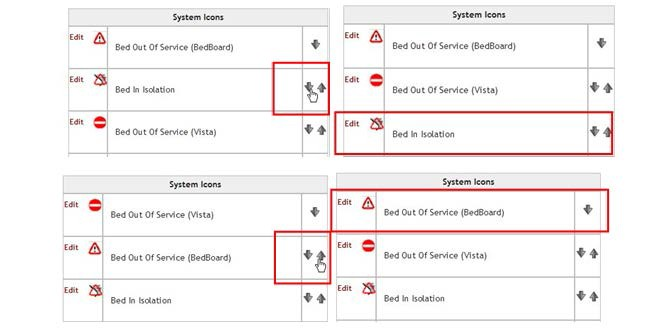 System Icons
Edit Bed Out Of Service (BedBoard)
Edit Bed In Isolation
Edit Bed Out Of Service (Vista)
System Icons
Edit Bed Out Of Service (BedBoard)
Edit Bed Out Of Service (Vista)
Edit Bed In Isolation
System Icons
Edit Bed Out Of Service (Vista)
Edit Bed Out Of Service (BedBoard)
Edit Bed In Isolation
System Icons
Edit Bed Out Of Service (BedBoard)
Edit Bed Out Of Service (Vista)
Edit Bed In Isolation